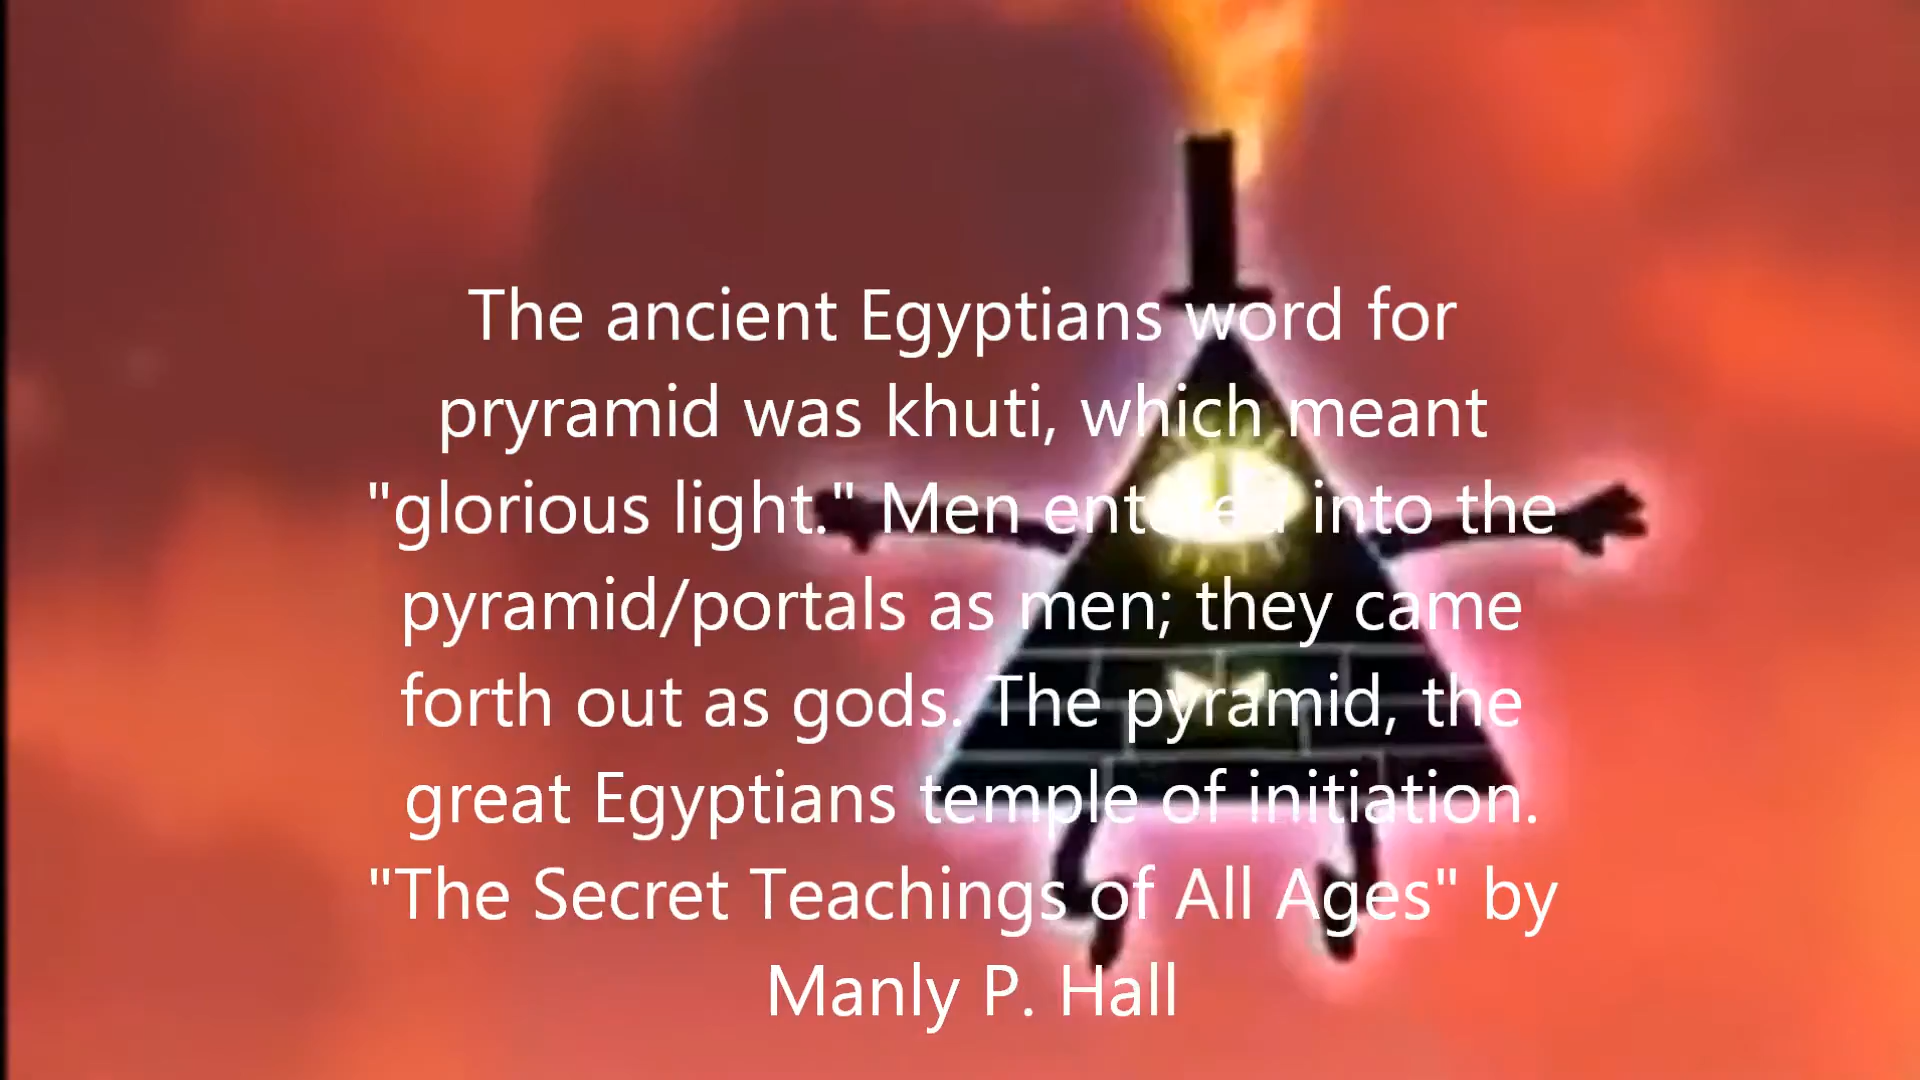 The ancient Egyptians word for
pryramid was khuti, which meant
"glorious light." Men entered into the
pyramid/portals as men; they came
forth out as gods. The pyramid, the
great Egyptians temple of initiation.
"The Secret Teachings of All Ages" by
Manly P. Hall